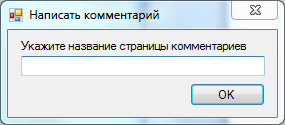 Написать комментарий
Укажите название страницы комментариев
OK